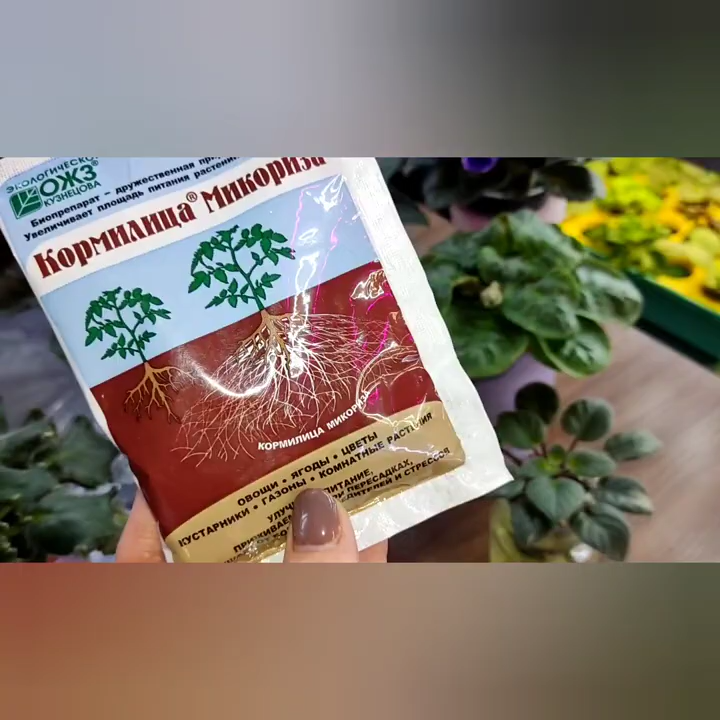 ЭКОЛОГИЧЕСКО
ОЖЗ®
КУЗНЕЦОВА
Биопрепарат – дружественная
Увеличивает площадь питания растени
Кормилица® Микориза
КОРМИЛИЦА МИКОРИЗ
ОВОЩИ • ЯГОДЫ • ЦВЕТЫ
КУСТАРНИКИ • ГАЗОНЫ • КОМНАТНЫЕ РАСТЕНИЯ
ПИТАНИЕ,
ПЕРЕСАДКАХ,
И СТРЕССОВ